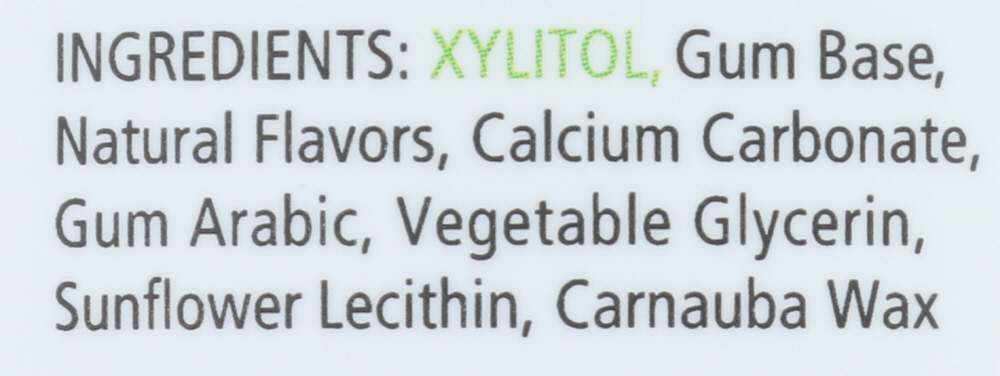 INGREDIENTS: XYLITOL, Gum Base,
Natural Flavors, Calcium Carbonate,
Gum Arabic, Vegetable Glycerin,
Sunflower Lecithin, Carnauba Wax